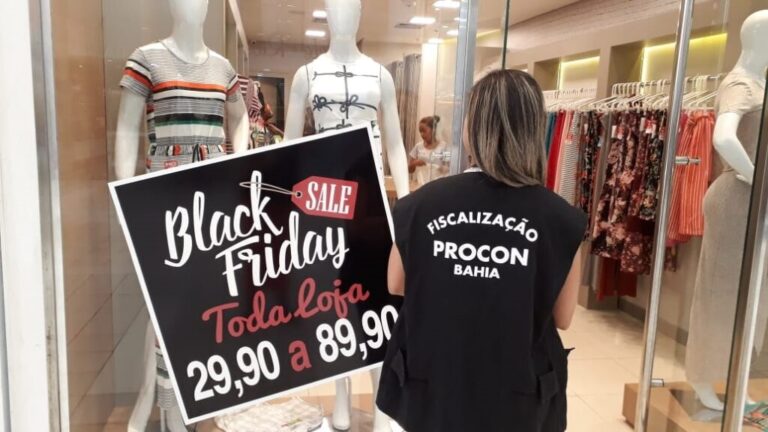 SALE
Black
Friday
Toda Loja
29,90 a 89,90
FISCALIZAÇÃO
PROCON
BAHIA